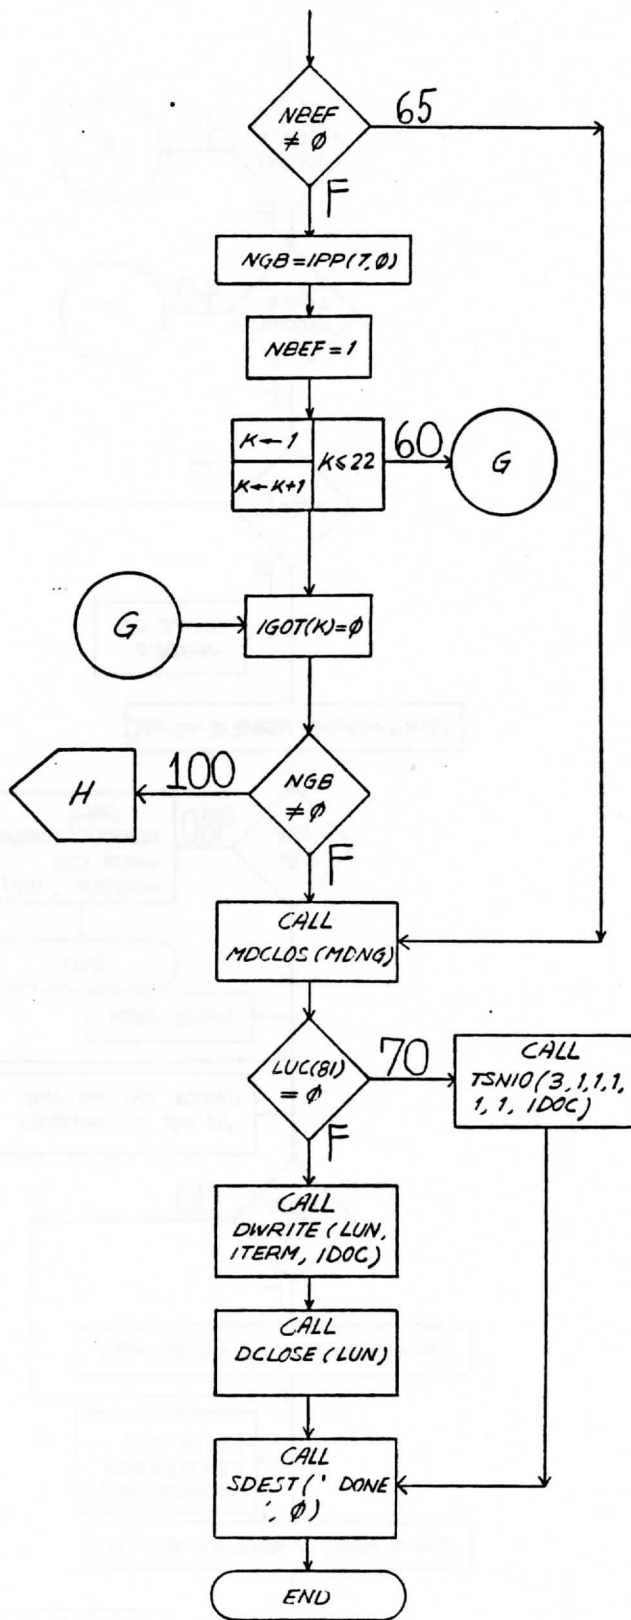 NBEF
≠ φ
65
F
NGB=IPP(7,φ)
NBEF=1
K←1
K←K+1
K≤22
60
G
G
IGOT(K)=φ
100
H
NGB
≠φ
F
CALL
MDCLOS(MDNG)
LUC(81)
= φ
70
CALL
TSNIO(3,1,1,1,
1, 1, IDOC)
F
CALL
DWRITE(LUN,
ITERM, IDOC)
CALL
DCLOSE(LUN)
CALL
SDEST(' DONE
', φ)
END